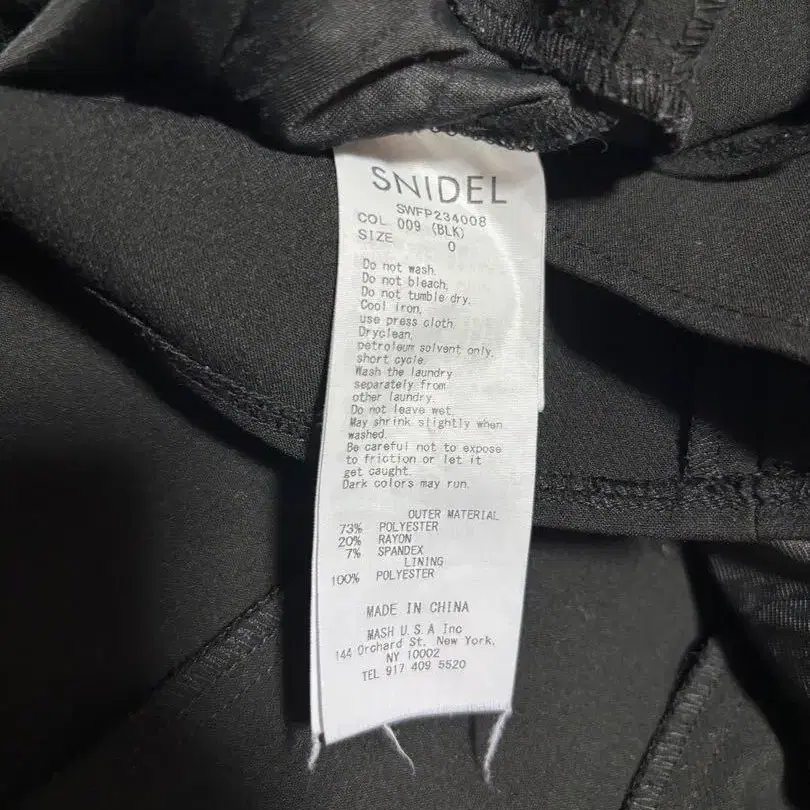 SNIDEL
SWFP234008
COL 009 (BLK)
SIZE 0
Do not wash.
Do not bleach.
Do not tumble dry.
Cool iron,
use press cloth.
Dryclean,
petroleum solvent only,
short cycle.
Wash the laundry
separately from
other laundry.
Do not leave wet.
May shrink slightly when
washed.
Be careful not to expose
to friction or let it
get caught.
Dark colors may run.
OUTER MATERIAL
73% POLYESTER
20% RAYON
7% SPANDEX
LINING
100% POLYESTER
MADE IN CHINA
MASH U.S.A Inc
144 Orchard St. New York,
NY 10002
TEL 917 409 5520